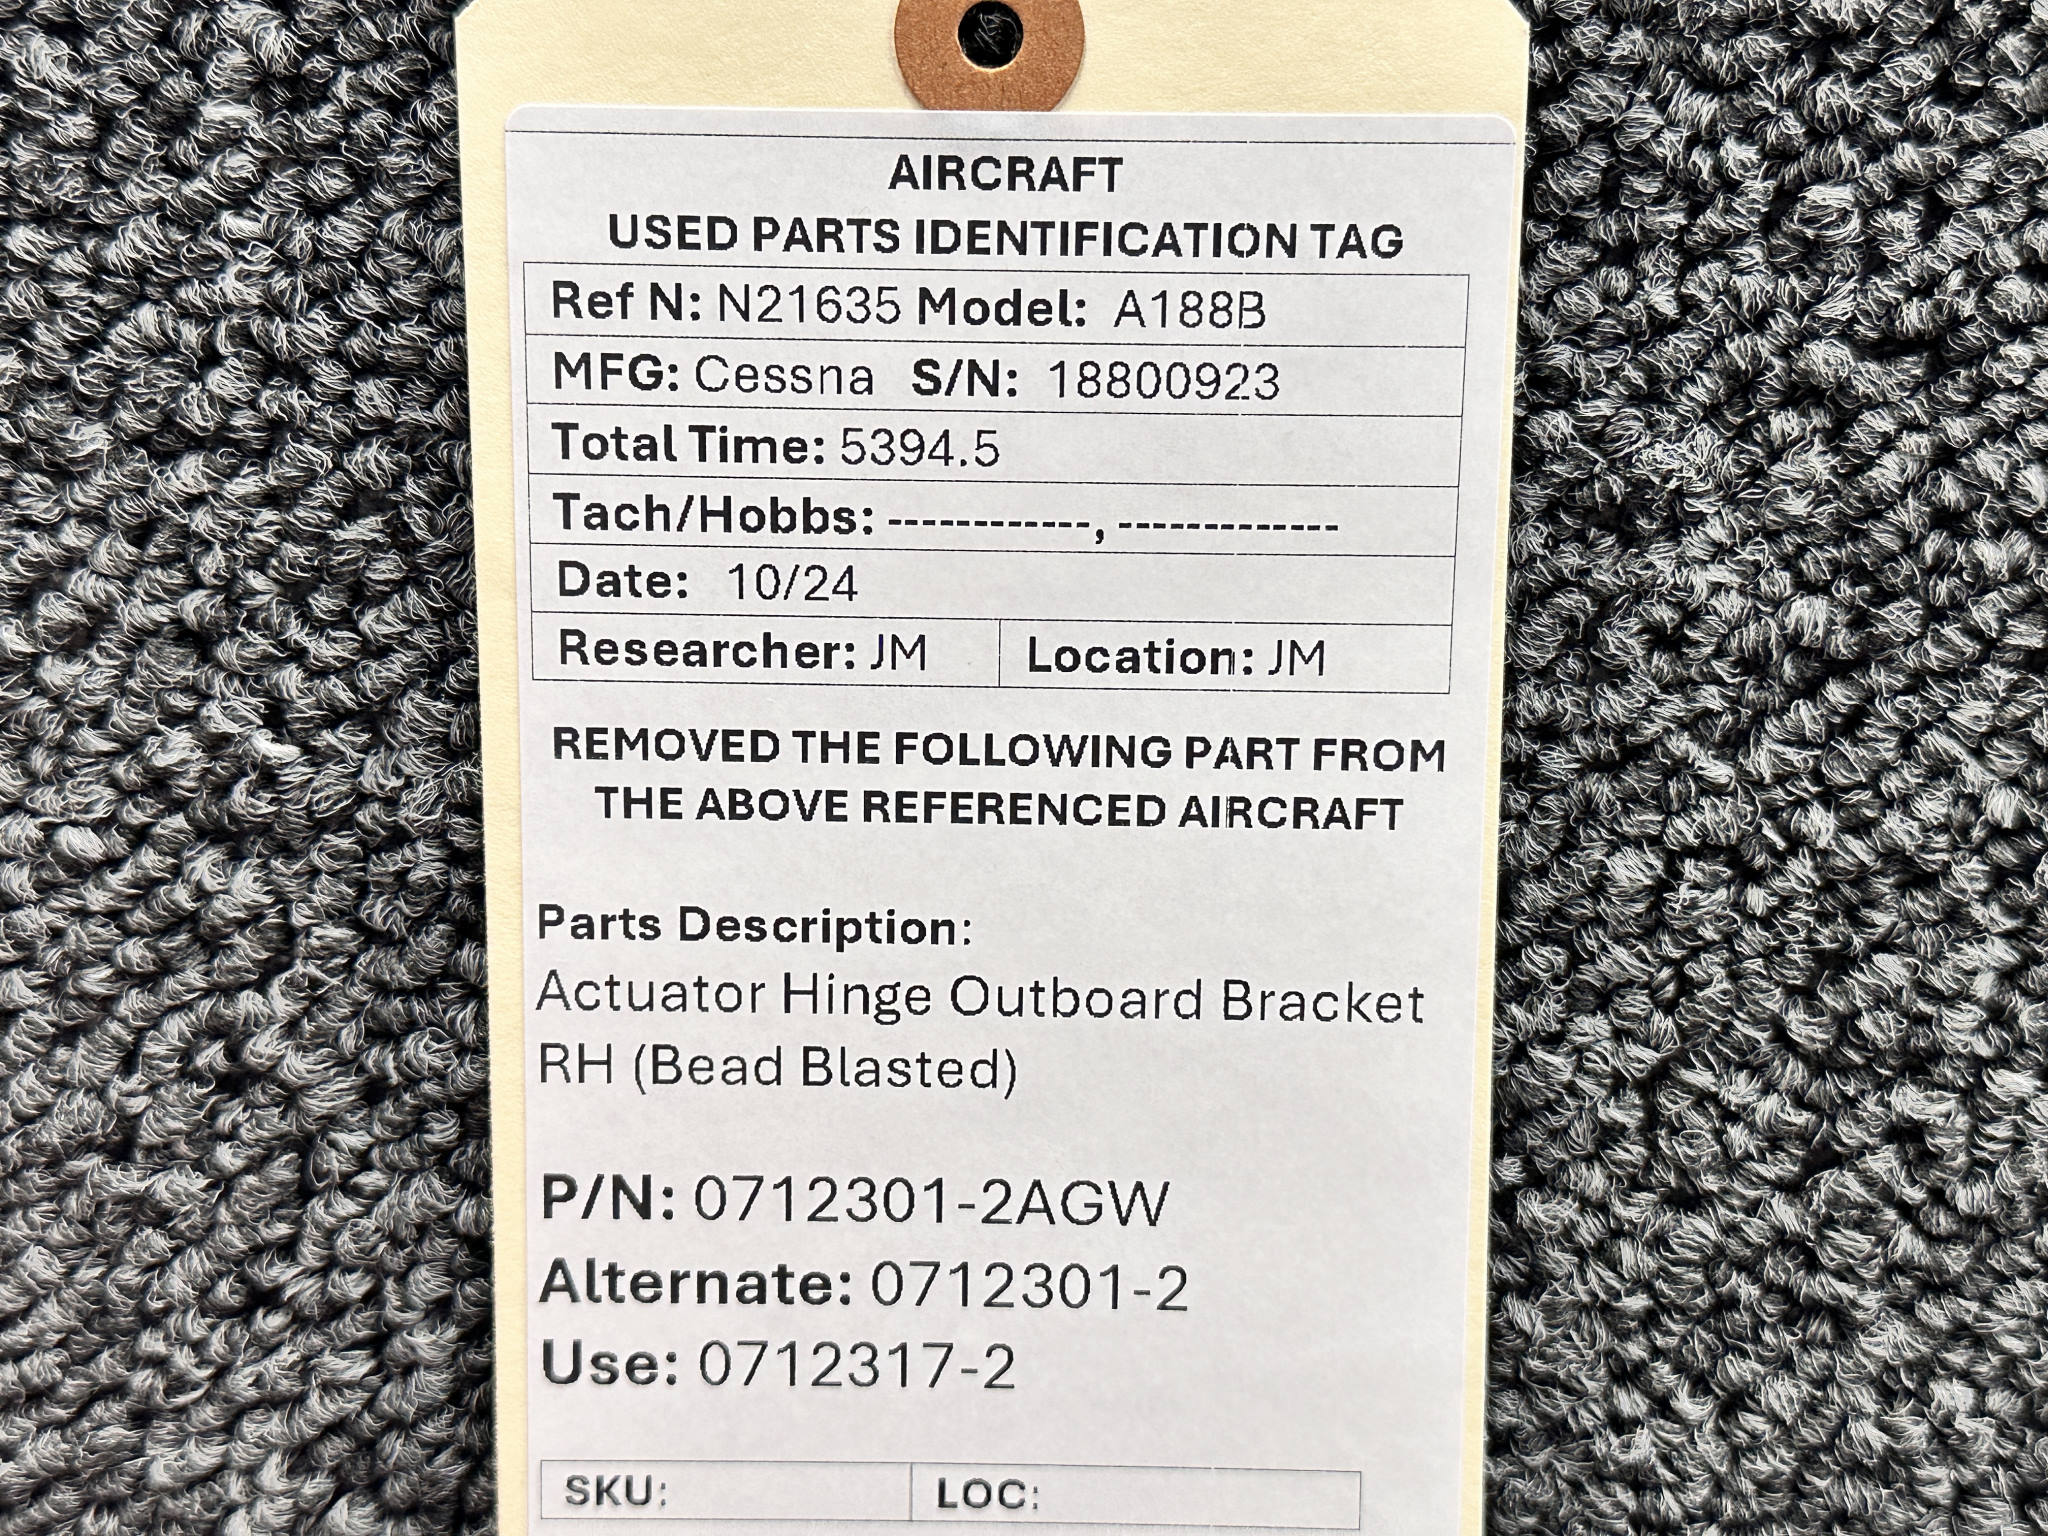 AIRCRAFT
USED PARTS IDENTIFICATION TAG
Ref N: N21635 Model: A188B
MFG: Cessna S/N: 18800923
Total Time: 5394.5
Tach/Hobbs: ------------, -------------
Date: 10/24
Researcher: JM Location: JM
REMOVED THE FOLLOWING PART FROM
THE ABOVE REFERENCED AIRCRAFT
Parts Description:
Actuator Hinge Outboard Bracket
RH (Bead Blasted)
P/N: 0712301-2AGW
Alternate: 0712301-2
Use: 0712317-2
SKU: LOC: